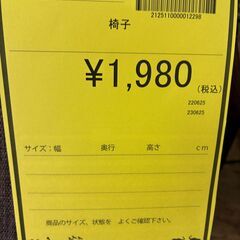 2125110000012298
椅子
¥1,980
(税込)
220625
230625
サイズ：幅 奥行 高さ cm
商品のサイズ、状態を よくご確認下さい。